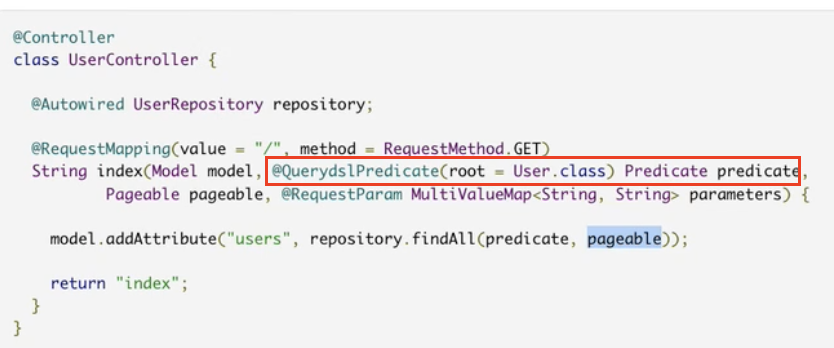 @Controller
class UserController {
@Autowired UserRepository repository;
@RequestMapping(value = "/", method = RequestMethod.GET)
String index(Model model, @QuerydslPredicate(root = User.class) Predicate predicate,
Pageable pageable, @RequestParam MultiValueMap<String, String> parameters) {
model.addAttribute("users", repository.findAll(predicate, pageable));
return "index";
}
}